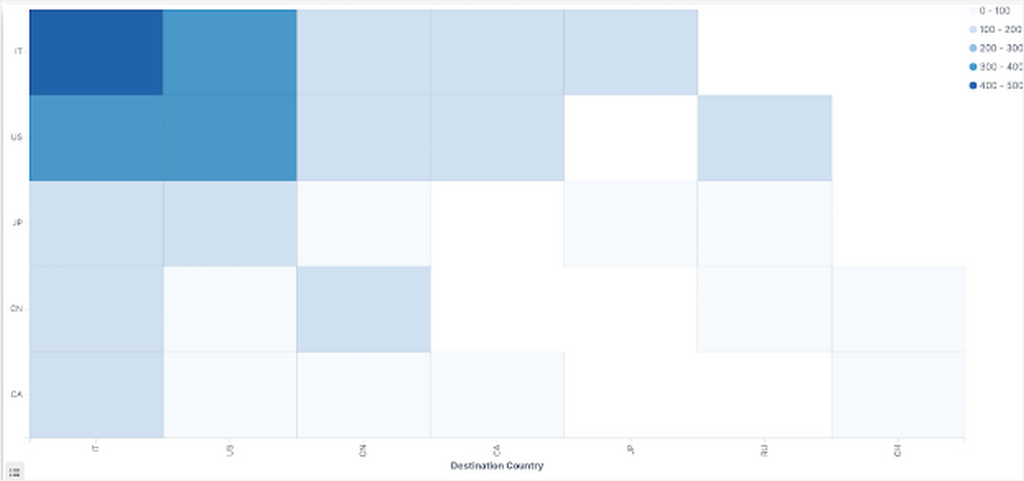 0 - 100
100 - 200
200 - 300
300 - 400
400 - 500
IT
US
JP
CN
CA
IT
US
CN
CA
JP
RU
CH
Destination Country